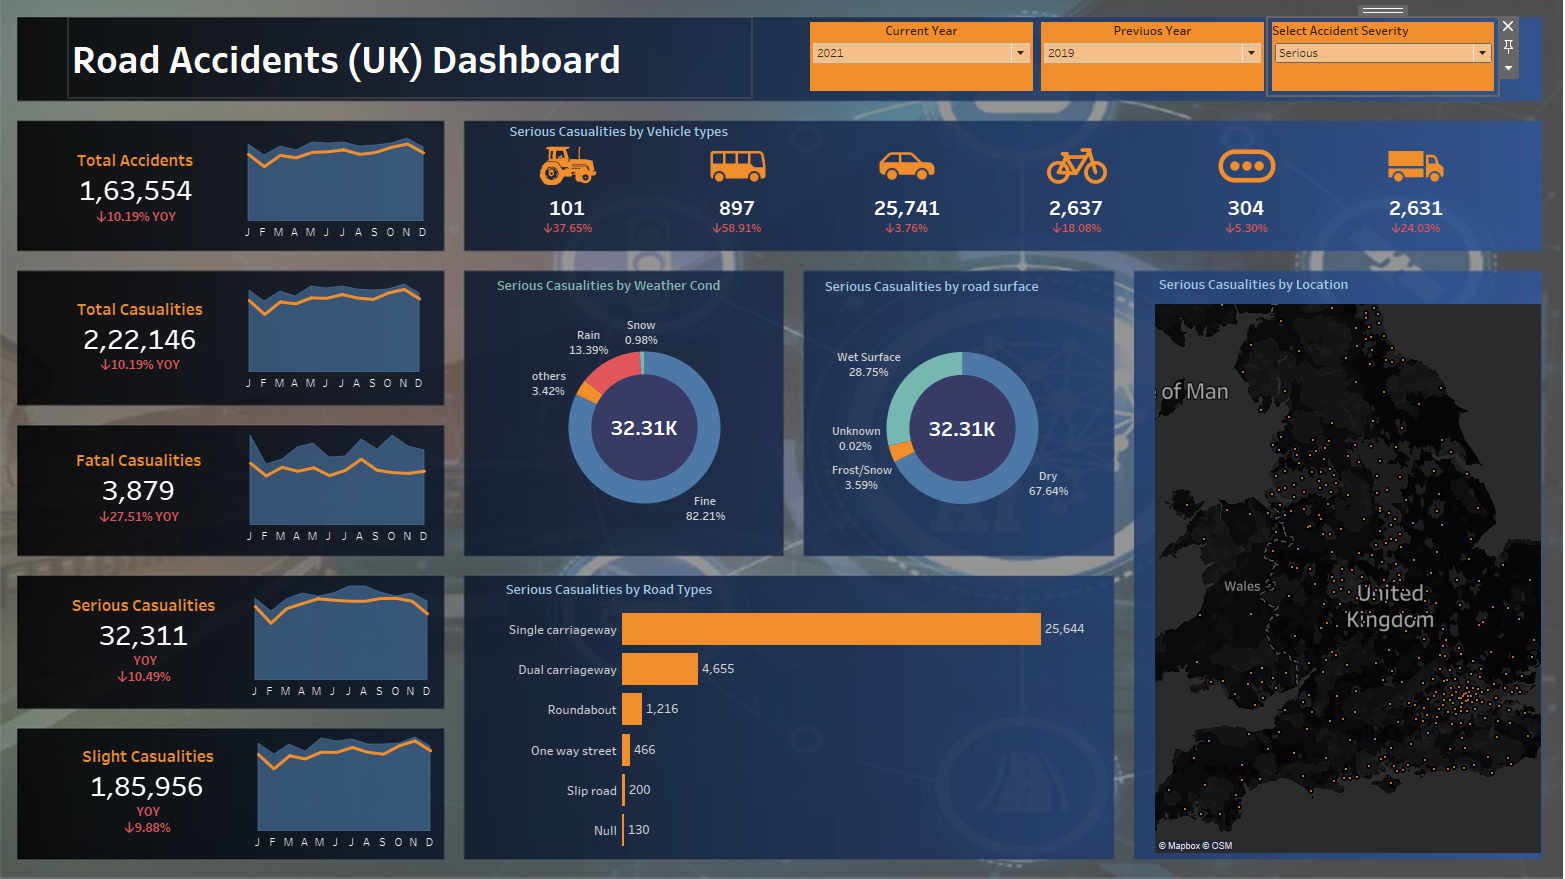 Road Accidents (UK) Dashboard
Current Year
2021
Previuos Year
2019
Select Accident Severity
Serious
Total Accidents
1,63,554
↓10.19% YOY
J F M A M J J A S O N D
Total Casualities
2,22,146
↓10.19% YOY
J F M A M J J A S O N D
Fatal Casualities
3,879
↓27.51% YOY
J F M A M J J A S O N D
Serious Casualities
32,311
YOY
↓10.49%
J F M A M J J A S O N D
Slight Casualities
1,85,956
YOY
↓9.88%
J F M A M J J A S O N D
Serious Casualities by Vehicle types
101
↓37.65%
897
↓58.91%
25,741
↓3.76%
2,637
↓18.08%
304
↓5.30%
2,631
↓24.03%
Serious Casualities by Weather Cond
Snow
0.98%
Rain
13.39%
others
3.42%
32.31K
Fine
82.21%
Serious Casualities by road surface
Wet Surface
28.75%
Unknown
0.02%
Frost/Snow
3.59%
32.31K
Dry
67.64%
Serious Casualities by Road Types
Single carriageway 25,644
Dual carriageway 4,655
Roundabout 1,216
One way street 466
Slip road 200
Null 130
Serious Casualities by Location
of Man
Wales
United
Kingdom
© Mapbox © OSM